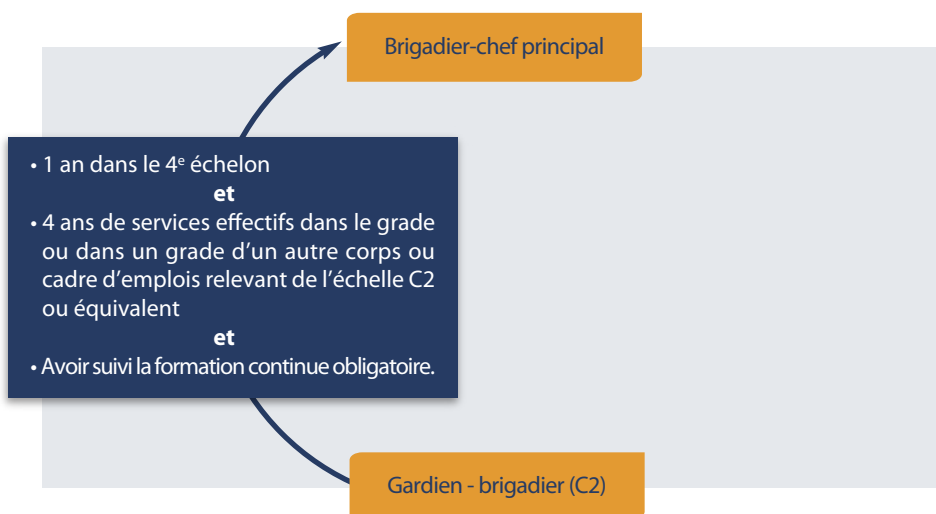 Brigadier-chef principal
• 1 an dans le 4e échelon
et
• 4 ans de services effectifs dans le grade
ou dans un grade d’un autre corps ou
cadre d’emplois relevant de l’échelle C2
ou équivalent
et
• Avoir suivi la formation continue obligatoire.
Gardien - brigadier (C2)